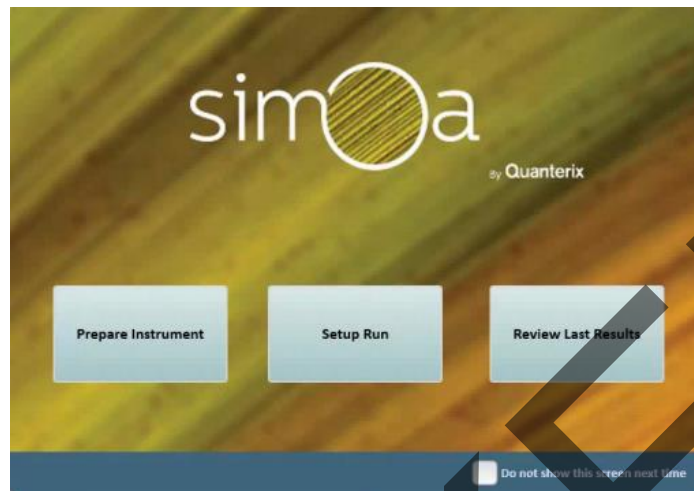 simoa
By Quanterix
Prepare Instrument
Setup Run
Review Last Results
Do not show this screen next time